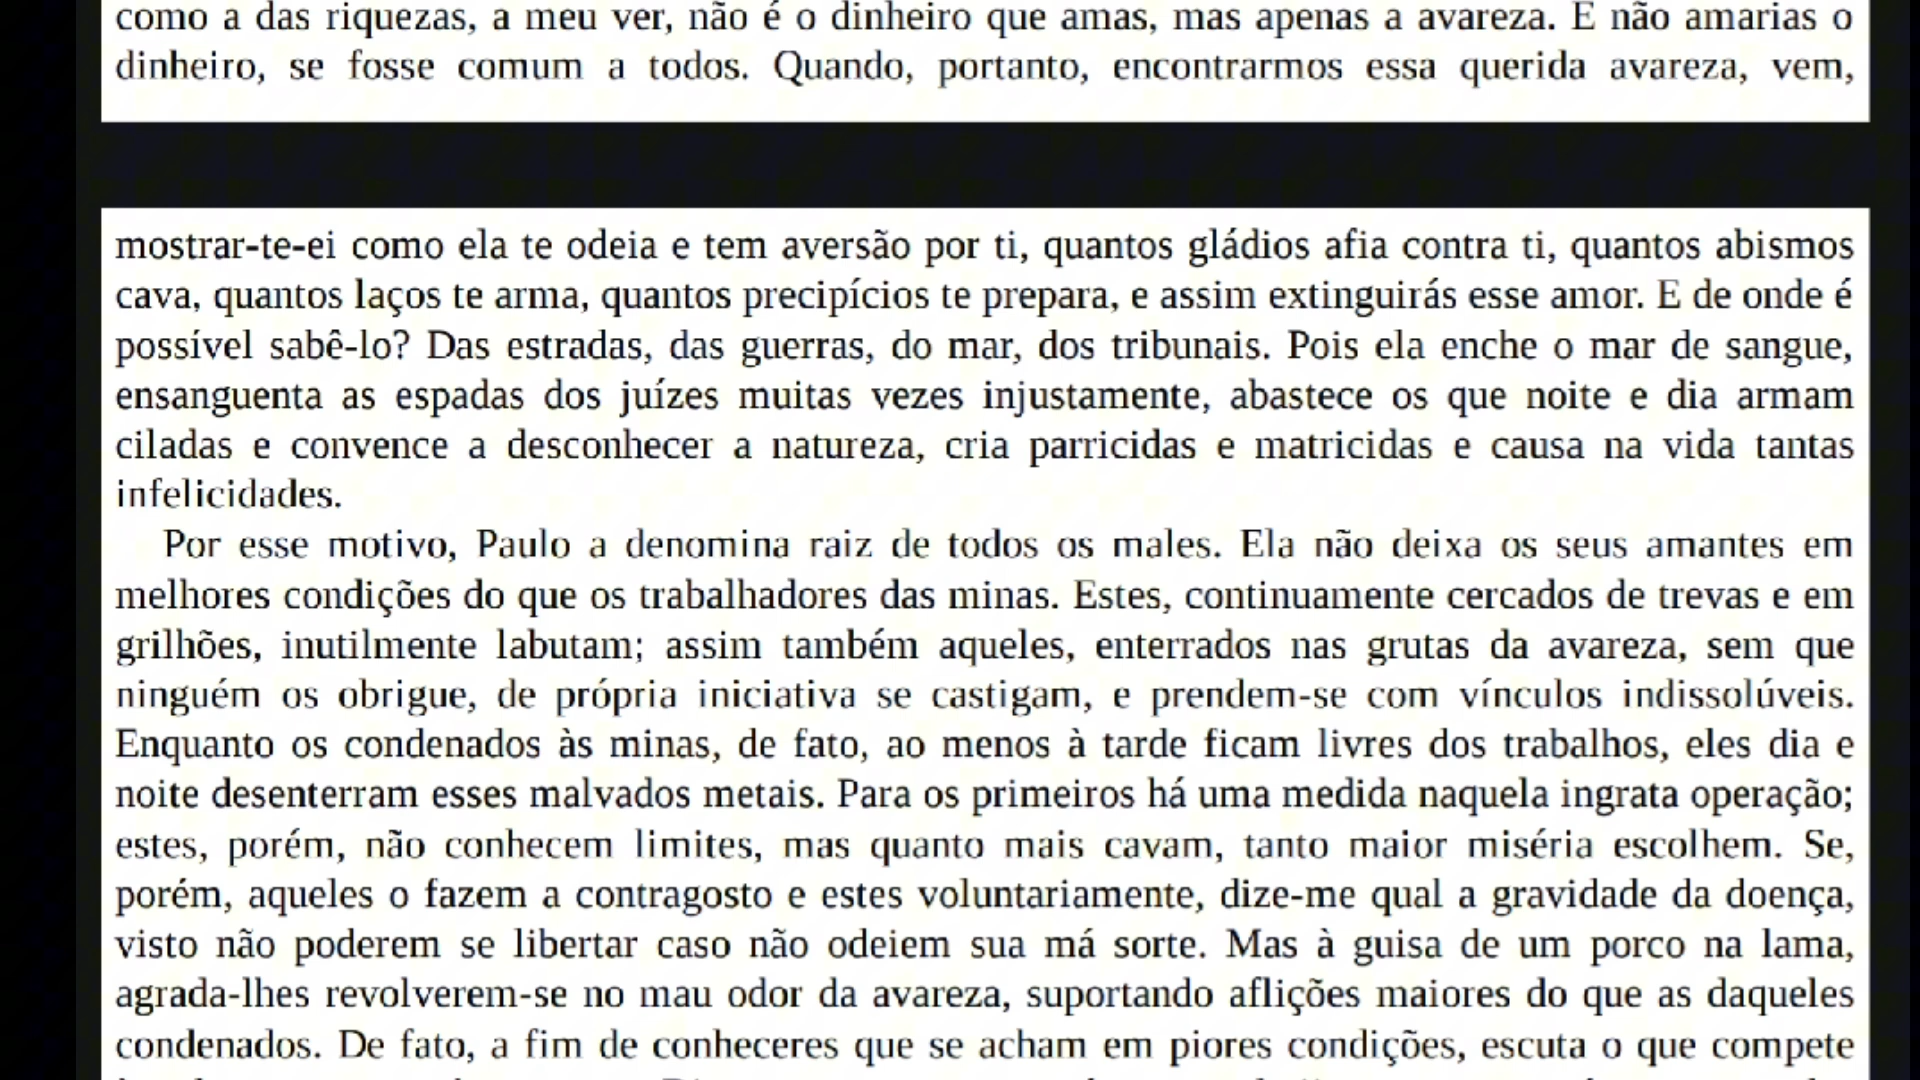 como a das riquezas, a meu ver, não é o dinheiro que amas, mas apenas a avareza. E não amarias o
dinheiro, se fosse comum a todos. Quando, portanto, encontrarmos essa querida avareza, vem,
mostrar-te-ei como ela te odeia e tem aversão por ti, quantos gládios afia contra ti, quantos abismos
cava, quantos laços te arma, quantos precipícios te prepara, e assim extinguirás esse amor. E de onde é
possível sabê-lo? Das estradas, das guerras, do mar, dos tribunais. Pois ela enche o mar de sangue,
ensanguenta as espadas dos juízes muitas vezes injustamente, abastece os que noite e dia armam
ciladas e convence a desconhecer a natureza, cria parricidas e matricidas e causa na vida tantas
infelicidades.
Por esse motivo, Paulo a denomina raiz de todos os males. Ela não deixa os seus amantes em
melhores condições do que os trabalhadores das minas. Estes, continuamente cercados de trevas e em
grilhões, inutilmente labutam; assim também aqueles, enterrados nas grutas da avareza, sem que
ninguém os obrigue, de própria iniciativa se castigam, e prendem-se com vínculos indissolúveis.
Enquanto os condenados às minas, de fato, ao menos à tarde ficam livres dos trabalhos, eles dia e
noite desenterram esses malvados metais. Para os primeiros há uma medida naquela ingrata operação;
estes, porém, não conhecem limites, mas quanto mais cavam, tanto maior miséria escolhem. Se,
porém, aqueles o fazem a contragosto e estes voluntariamente, dize-me qual a gravidade da doença,
visto não poderem se libertar caso não odeiem sua má sorte. Mas à guisa de um porco na lama,
agrada-lhes revolverem-se no mau odor da avareza, suportando aflições maiores do que as daqueles
condenados. De fato, a fim de conheceres que se acham em piores condições, escuta o que compete